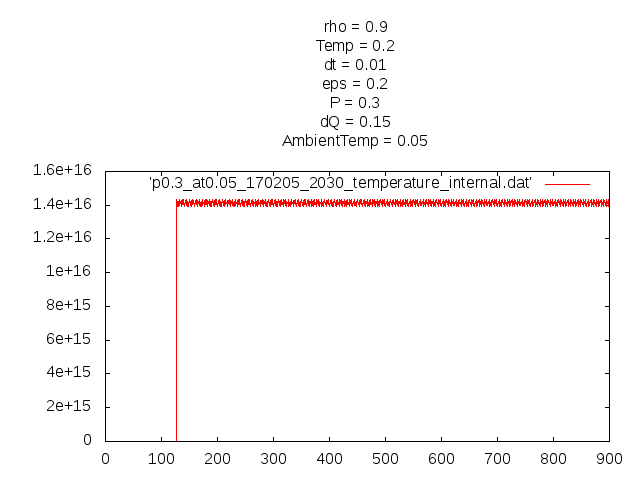 rho = 0.9
Temp = 0.2
dt = 0.01
eps = 0.2
P = 0.3
dQ = 0.15
AmbientTemp = 0.05
1.6e+16
'p0.3_at0.05_170205_2030_temperature_internal.dat'
1.4e+16
1.2e+16
1e+16
8e+15
6e+15
4e+15
2e+15
0
0 100 200 300 400 500 600 700 800 900